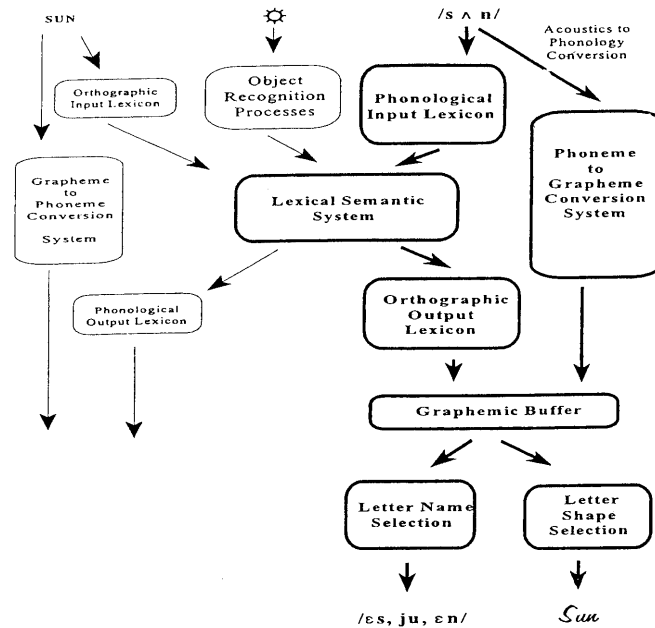 SUN
/s ʌ n/
Acoustics to
Phonology
Conversion
Orthographic
Input Lexicon
Object
Recognition
Processes
Phonological
Input Lexicon
Grapheme
to
Phoneme
Conversion
System
Phoneme
to
Grapheme
Conversion
System
Lexical Semantic
System
Phonological
Output Lexicon
Orthographic
Output
Lexicon
Graphemic Buffer
Letter Name
Selection
Letter
Shape
Selection
/ɛs, ju, ɛn/
Sun